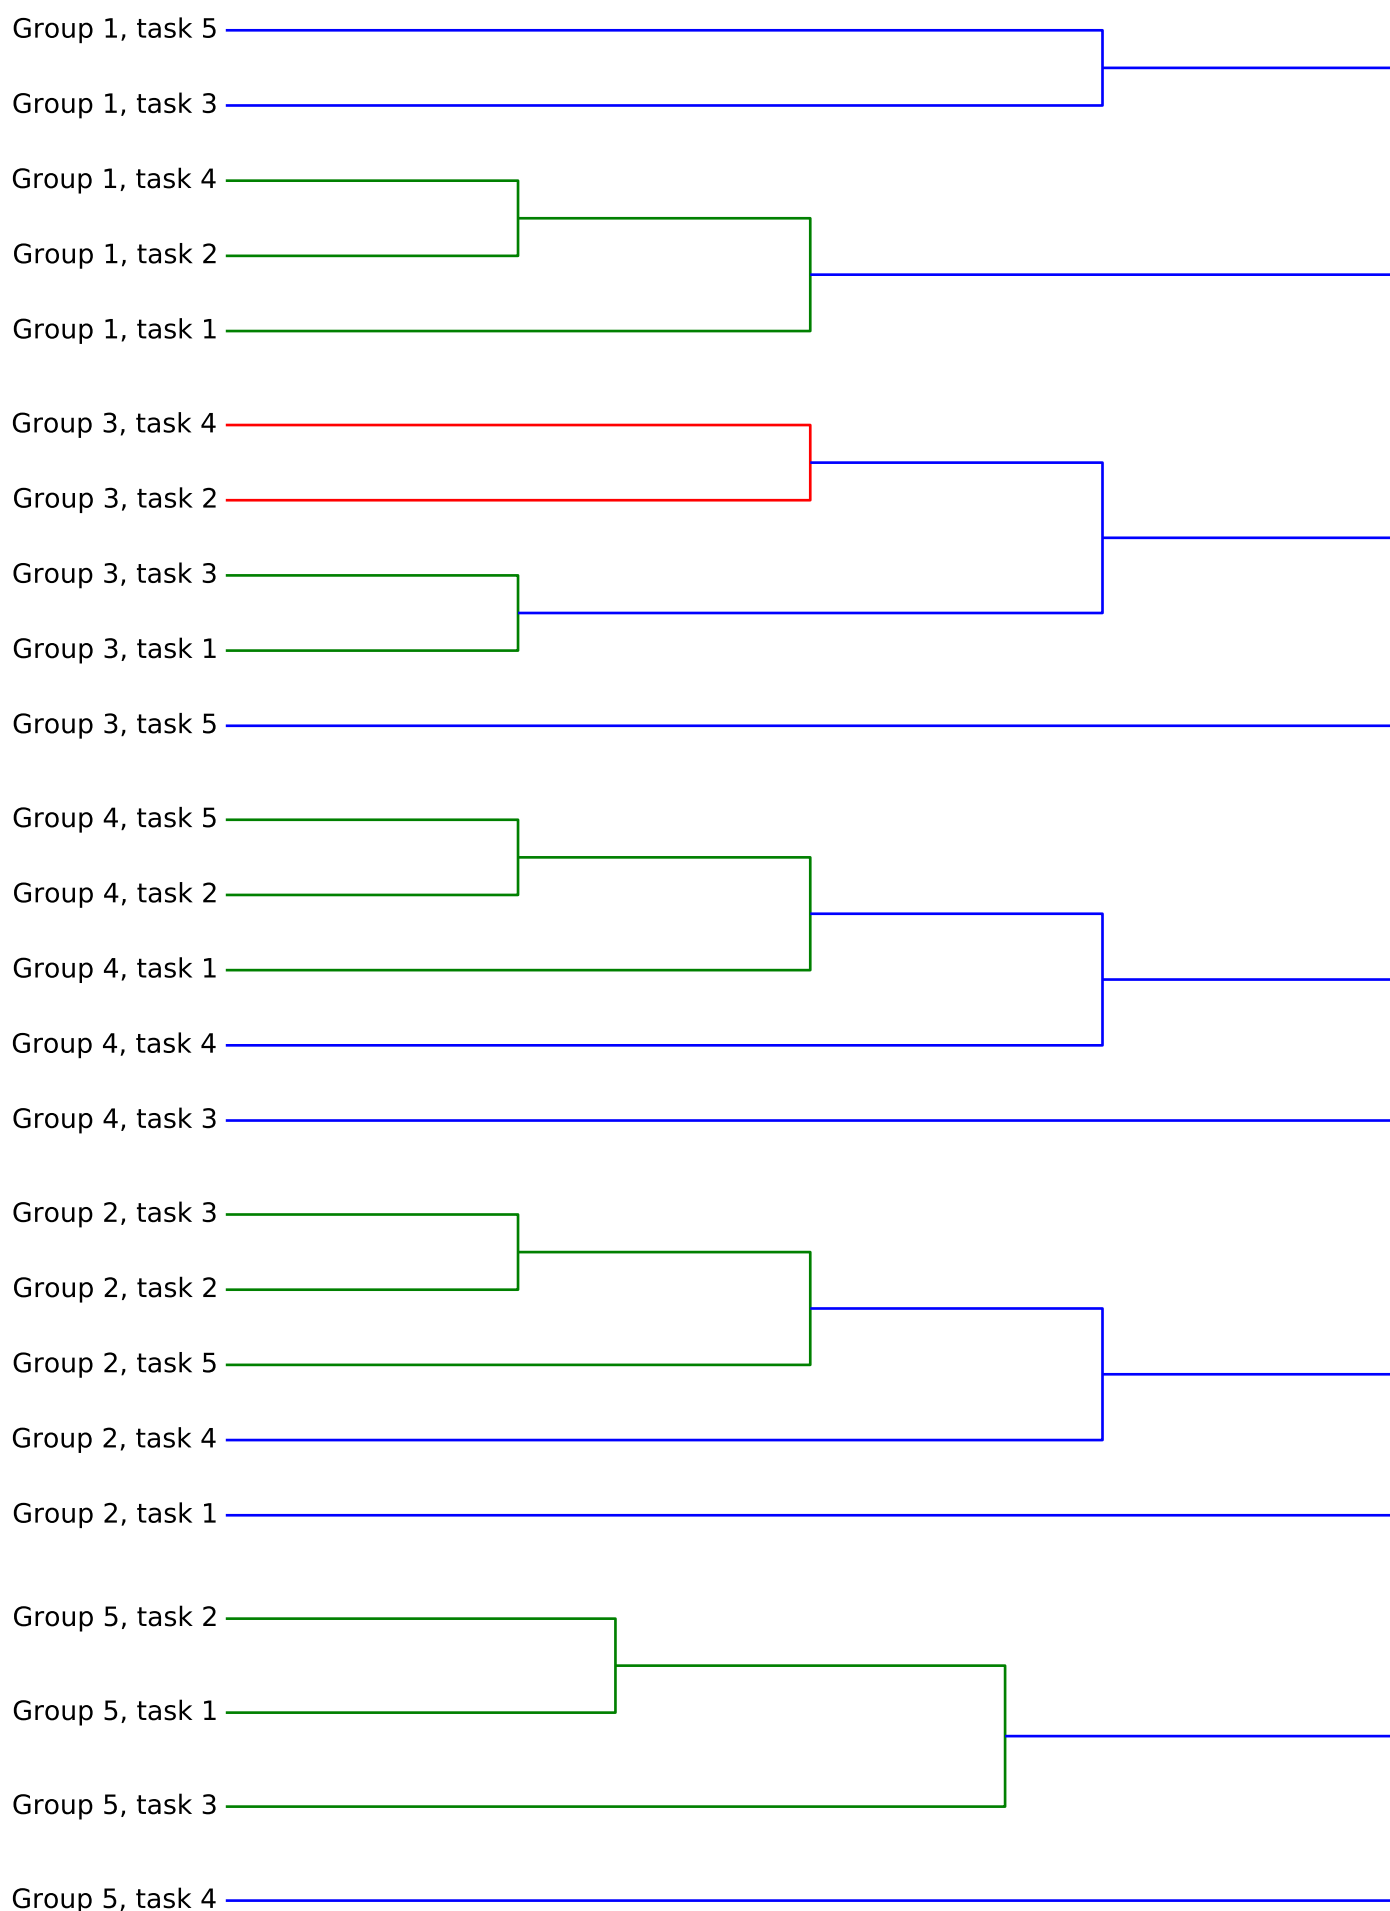 Group 1, task 5
Group 1, task 3
Group 1, task 4
Group 1, task 2
Group 1, task 1
Group 3, task 4
Group 3, task 2
Group 3, task 3
Group 3, task 1
Group 3, task 5
Group 4, task 5
Group 4, task 2
Group 4, task 1
Group 4, task 4
Group 4, task 3
Group 2, task 3
Group 2, task 2
Group 2, task 5
Group 2, task 4
Group 2, task 1
Group 5, task 2
Group 5, task 1
Group 5, task 3
Group 5, task 4